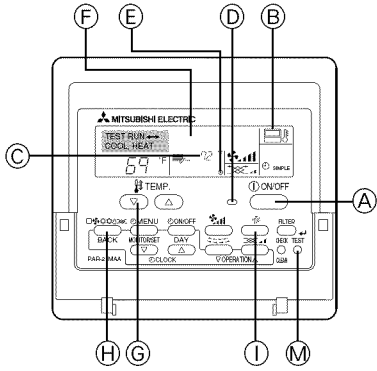 F
E
D
B
MITSUBISHI ELECTRIC
TEST RUN
COOL, HEAT
C
69 °F
SIMPLE
TEMP.
ON/OFF
A
MENU
ON/OFF
FILTER
BACK
MONITOR/SET
DAY
CHECK TEST
PAR-21MAA
CLOCK
OPERATION
CLEAR
H
G
I
M